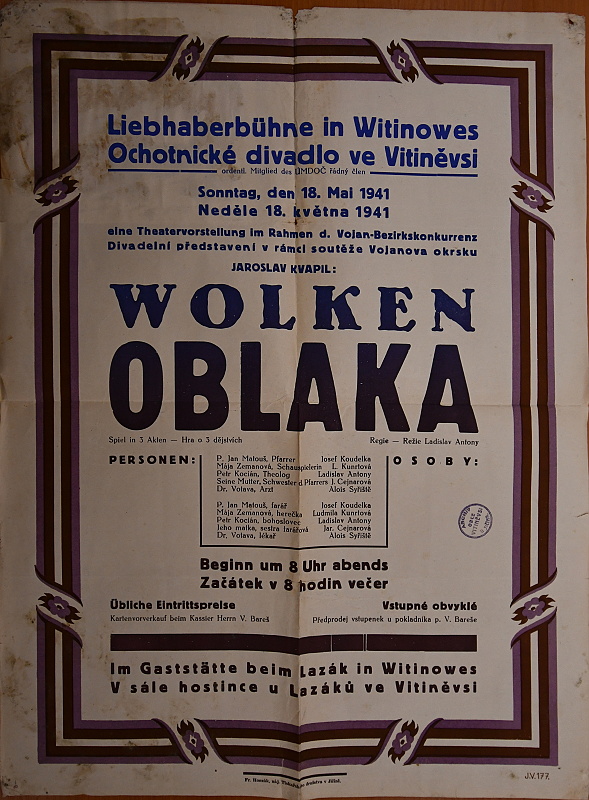 Liebhaberbühne in Witinowes
Ochotnické divadlo ve Vitiněvsi
ordentl. Mitglied des ÚMDOČ řádný člen
Sonntag, den 18. Mai 1941
Neděle 18. května 1941
eine Theatervorstellung im Rahmen d. Vojan-Bezirkskonkurrenz
Divadelní představení v rámci soutěže Vojanova okrsku
JAROSLAV KVAPIL:
WOLKEN
OBLAKA
Spiel in 3 Akten — Hra o 3 dějstvích Regie — Režie Ladislav Antony
PERSONEN: OSOBY:
P. Jan Matouš, Pfarrer Josef Koudelka
Mája Zemanová, Schauspielerin L. Kunrtová
Petr Kocián, Theolog Ladislav Antony
Seine Mutter, Schwester d Pfarrers J. Cejnarová
Dr. Votava, Arzt Alois Syřiště
P. Jan Matouš, farář Josef Koudelka
Mája Zemanová, herečka Ludmila Kunrtová
Petr Kocián, bohoslovec Ladislav Antony
Jeho matka, sestra farářova Jar. Cejnarová
Dr. Votava, lékař Alois Syřiště
Beginn um 8 Uhr abends
Začátek v 8 hodin večer
Übliche Eintrittspreise Vstupné obvyklé
Kartenvorverkauf beim Kassier Herrn V. Bareš Předprodej vstupenek u pokladníka p. V. Bareše
Im Gaststätte beim Lazák in Witinowes
V sále hostince u Lazáků ve Vitiněvsi
J.V. 177.